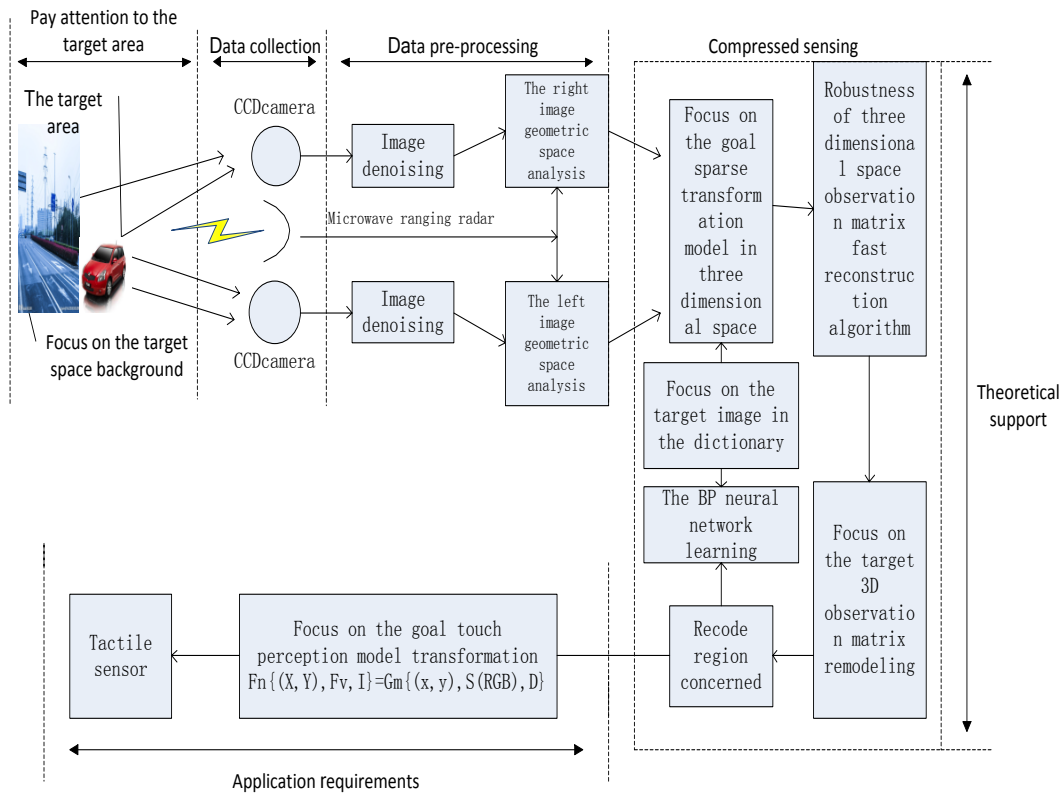 Pay attention to the
target area
Data collection
Data pre-processing
Compressed sensing
The target
area
CCDcamera
Image
denoising
The right
image
geometric
space
analysis
Focus on
the goal
sparse
transform
ation
model in
three
dimension
al space
Robustness
of three
dimensiona
l space
observatio
n matrix
fast
reconstruc
tion
algorithm
Microwave ranging radar
Image
denoising
The left
image
geometric
space
analysis
CCDcamera
Focus on the target
space background
Focus on the
target image in
the dictionary
Theoretical
support
The BP neural
network
learning
Focus on
the target
3D
observatio
n matrix
remodeling
Recode
region
concerned
Focus on the goal touch
perception model transformation
Fn{(X,Y),Fv,I}=Gm{(x,y),S(RGB),D}
Tactile
sensor
Application requirements